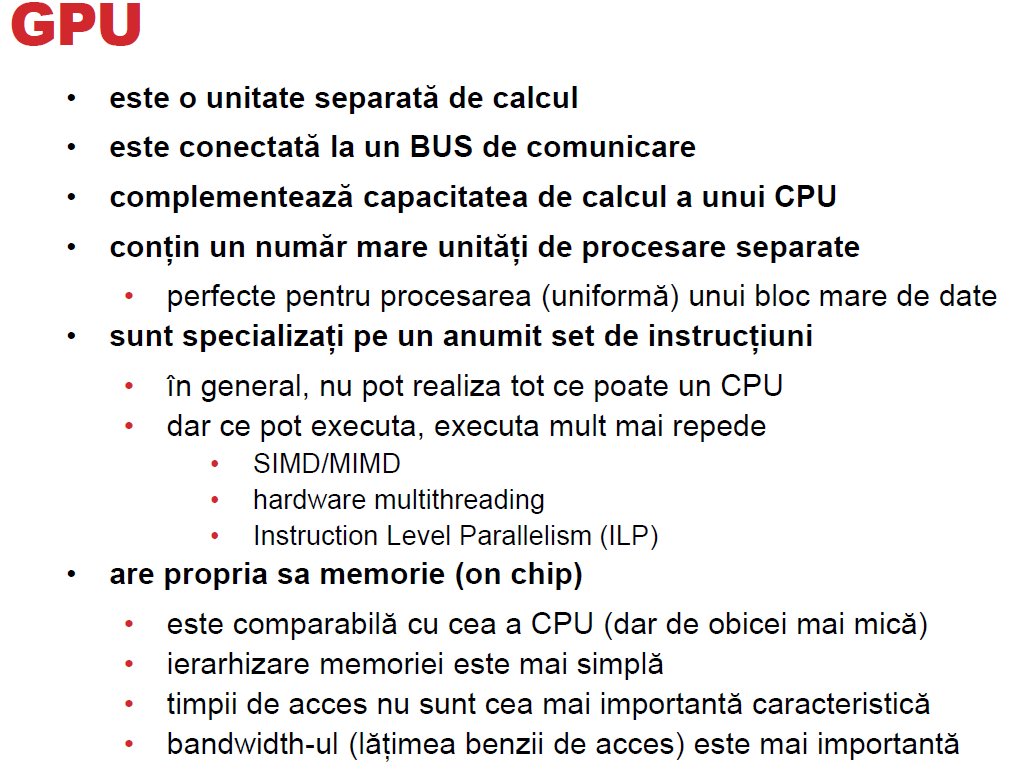 GPU
• este o unitate separată de calcul
• este conectată la un BUS de comunicare
• complementează capacitatea de calcul a unui CPU
• conțin un număr mare unități de procesare separate
• perfecte pentru procesarea (uniformă) unui bloc mare de date
• sunt specializați pe un anumit set de instrucțiuni
• în general, nu pot realiza tot ce poate un CPU
• dar ce pot executa, executa mult mai repede
• SIMD/MIMD
• hardware multithreading
• Instruction Level Parallelism (ILP)
• are propria sa memorie (on chip)
• este comparabilă cu cea a CPU (dar de obicei mai mică)
• ierarhizare memoriei este mai simplă
• timpii de acces nu sunt cea mai importantă caracteristică
• bandwidth-ul (lățimea benzii de acces) este mai importantă